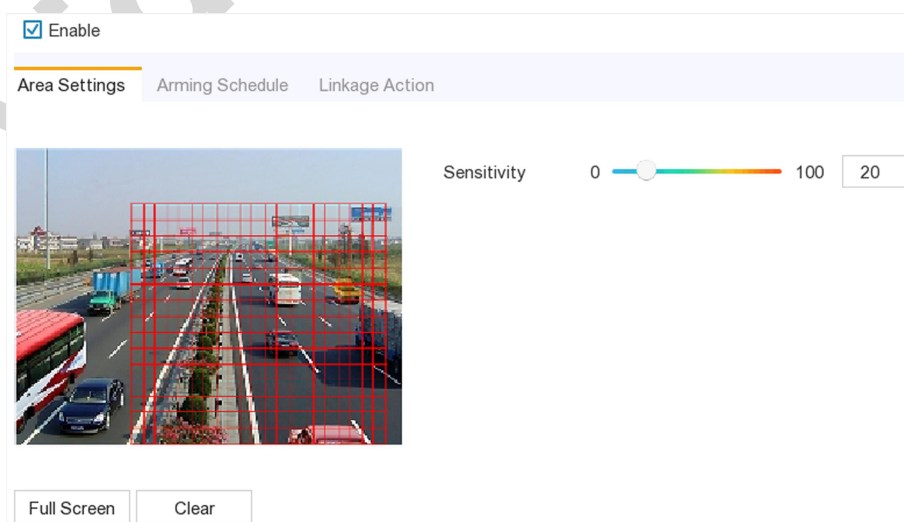 Enable
Area Settings Arming Schedule Linkage Action
Sensitivity 0 100 20
Full Screen Clear